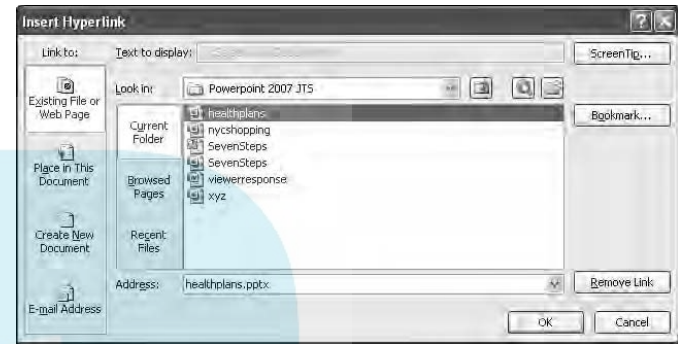 Insert Hyperlink
Link to:
Text to display:
ScreenTip...
Existing File or
Web Page
Look in:
Powerpoint 2007 JTS
Bookmark...
Current
Folder
healthplans
nycshopping
SevenSteps
SevenSteps
viewerresponse
xyz
Place in This
Document
Browsed
Pages
Create New
Document
Recent
Files
E-mail Address
Address:
healthplans.pptx
Remove Link
OK
Cancel